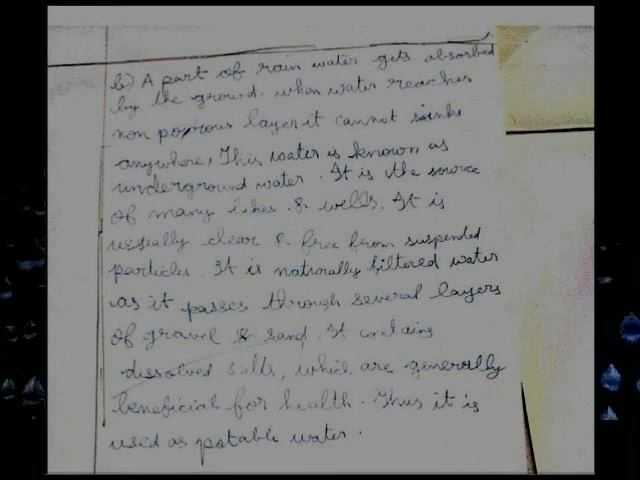 b) A part of rain water gets absorbed
by the ground. when water reaches
non porous layer it cannot sink
anywhere, This water is known as
underground water. It is the source
of many likes & wells. It is
usually clear & free from suspended
particles. It is naturally filtered water
as it passes through several layers
of gravel & sand. It contains
dissolved salts, which are generally
beneficial for health. Thus it is
used as potable water.